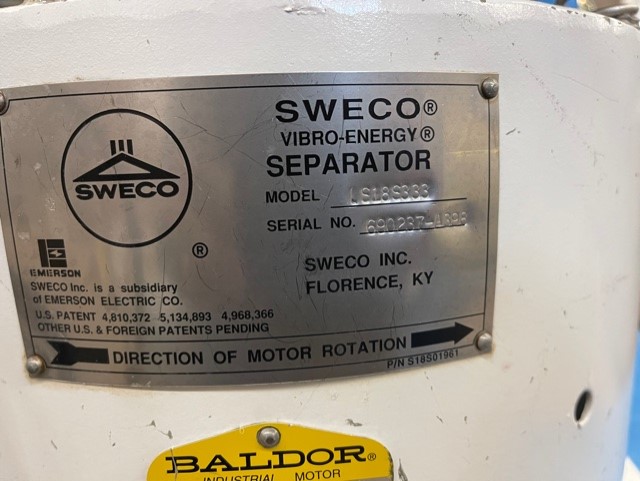 SWECO®
VIBRO-ENERGY®
SEPARATOR
MODEL LS18S333
SERIAL NO.
SWECO INC.
FLORENCE, KY
SWECO
®
EMERSON
SWECO Inc. is a subsidiary
of EMERSON ELECTRIC CO.
U.S. PATENT 4,810,372 5,134,893 4,968,366
OTHER U.S. & FOREIGN PATENTS PENDING
DIRECTION OF MOTOR ROTATION
P/N S18S01961
BALDOR®
INDUSTRIAL MOTOR